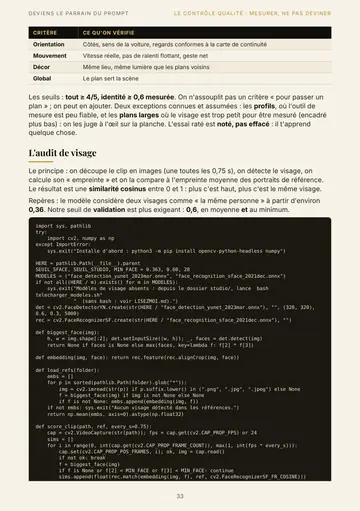 DEVIENS LE PARRAIN DU PROMPT
LE CONTRÔLE QUALITÉ : MESURER, NE PAS DEVINER
CRITÈRE CE QU'ON VÉRIFIE
Orientation Côtés, sens de la voiture, regards conformes à la carte de continuité
Mouvement Vitesse réelle, pas de ralenti flottant, geste net
Décor Même lieu, même lumière que les plans voisins
Global Le plan sert la scène
Les seuils : tout ≥ 4/5, identité ≥ 0,6 mesurée. On n'assouplit pas un critère « pour passer un
plan » ; on peut en ajouter. Deux exceptions connues et assumées : les profils, où l'outil de
mesure est peu fiable, et les plans larges où le visage est trop petit pour être mesuré (encadré
plus bas) : on les juge à l'œil sur la planche. L'essai raté est noté, pas effacé : il t'apprend
quelque chose.
L'audit de visage
Le principe : on découpe le clip en images (une toutes les 0,75 s), on détecte le visage, on
calcule son « empreinte » et on la compare à l'empreinte moyenne des portraits de référence.
Le résultat est une similarité cosinus entre 0 et 1 : plus c'est haut, plus c'est le même visage.
Repères : le modèle considère deux visages comme « la même personne » à partir d'environ
0,36. Notre seuil de validation est plus exigeant : 0,6, en moyenne et au minimum.
import sys, pathlib
try:
    import cv2, numpy as np
except ImportError:
    sys.exit("Installe d'abord : python3 -m pip install opencv-python-headless numpy")
HERE = pathlib.Path(__file__).parent
SEUIL_SFACE, SEUIL_STUDIO, MIN_FACE = 0.363, 0.60, 28
MODELES = ("face_detection_yunet_2023mar.onnx", "face_recognition_sface_2021dec.onnx")
if not all((HERE / m).exists() for m in MODELES):
    sys.exit("Modèles de visage absents : depuis le dossier studio/, lance  bash
telecharger_modeles.sh"
             " (sans bash : voir LISEZMOI.md).")
det = cv2.FaceDetectorYN.create(str(HERE / "face_detection_yunet_2023mar.onnx"), "", (320, 320),
0.6, 0.3, 5000)
rec = cv2.FaceRecognizerSF.create(str(HERE / "face_recognition_sface_2021dec.onnx"), "")
def biggest_face(img):
    h, w = img.shape[:2]; det.setInputSize((w, h)); _, faces = det.detect(img)
    return None if faces is None else max(faces, key=lambda f: f[2] * f[3])
def embedding(img, face): return rec.feature(rec.alignCrop(img, face))
def load_refs(folder):
    embs = []
    for p in sorted(pathlib.Path(folder).glob("*")):
        img = cv2.imread(str(p)) if p.suffix.lower() in (".png", ".jpg", ".jpeg") else None
        f = biggest_face(img) if img is not None else None
        if f is not None: embs.append(embedding(img, f))
    if not embs: sys.exit("Aucun visage détecté dans les références.")
    return np.mean(embs, axis=0).astype(np.float32)
def score_clip(path, ref, every_s=0.75):
    cap = cv2.VideoCapture(str(path)); fps = cap.get(cv2.CAP_PROP_FPS) or 24
    sims = []
    for i in range(0, int(cap.get(cv2.CAP_PROP_FRAME_COUNT)), max(1, int(fps * every_s))):
        cap.set(cv2.CAP_PROP_POS_FRAMES, i); ok, img = cap.read()
        if not ok: break
        f = biggest_face(img)
        if f is None or f[2] < MIN_FACE or f[3] < MIN_FACE: continue
        sims.append(float(rec.match(embedding(img, f), ref, cv2.FaceRecognizerSF_FR_COSINE)))
33